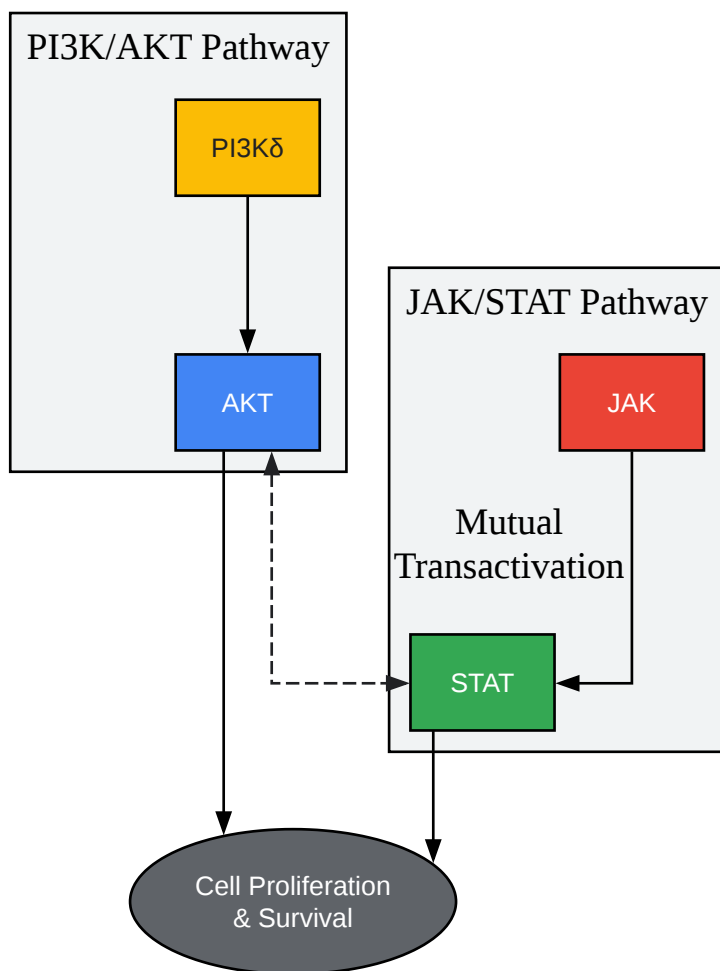 PI3K/AKT Pathway
PI3Kδ
AKT
JAK/STAT Pathway
JAK
Mutual
Transactivation
STAT
Cell Proliferation
& Survival